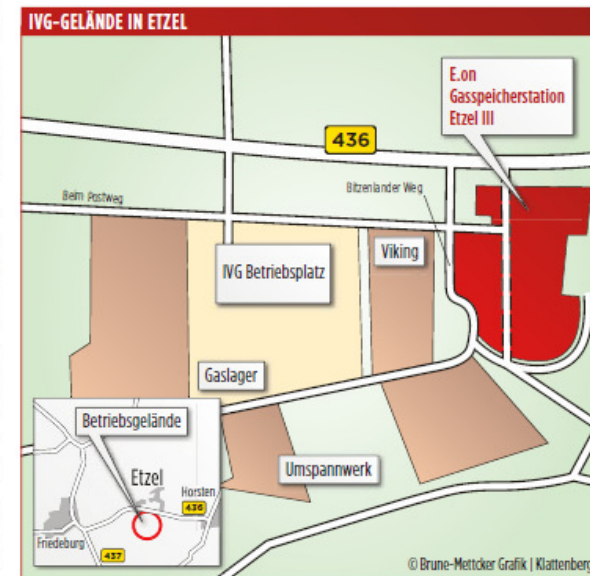 IVG-GELÄNDE IN ETZEL
E.on
Gasspeicherstation
Etzel III
436
Beim Postweg
Bitzenlander Weg
IVG Betriebsplatz
Viking
Gaslager
Betriebsgelände
Etzel
Horsten
436
Friedeburg
437
Umspannwerk
© Brune-Mettcker Grafik | Klattenberg